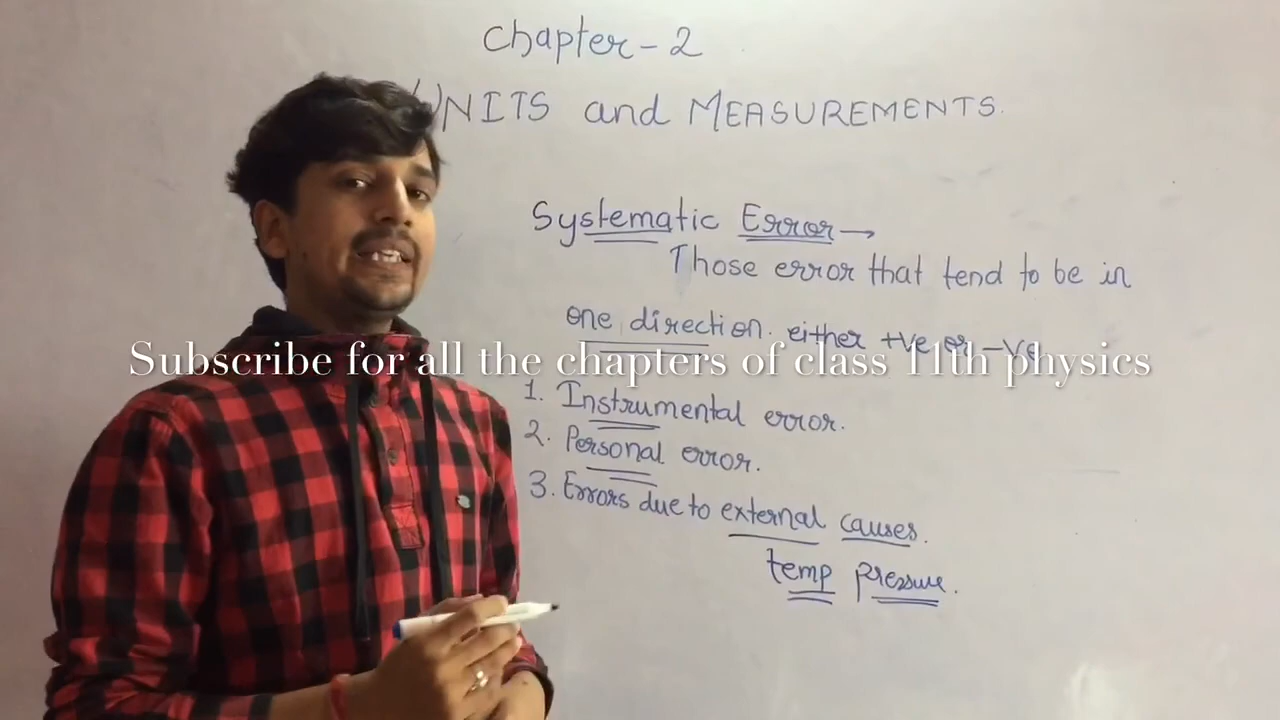 Chapter-2
UNITS and MEASUREMENTS.
Systematic Error→
Those error that tend to be in
one direction. either +ve or -ve
Subscribe for all the chapters of class 11th physics
1. Instrumental error.
2. Personal error.
3. Errors due to external causes.
temp pressure.